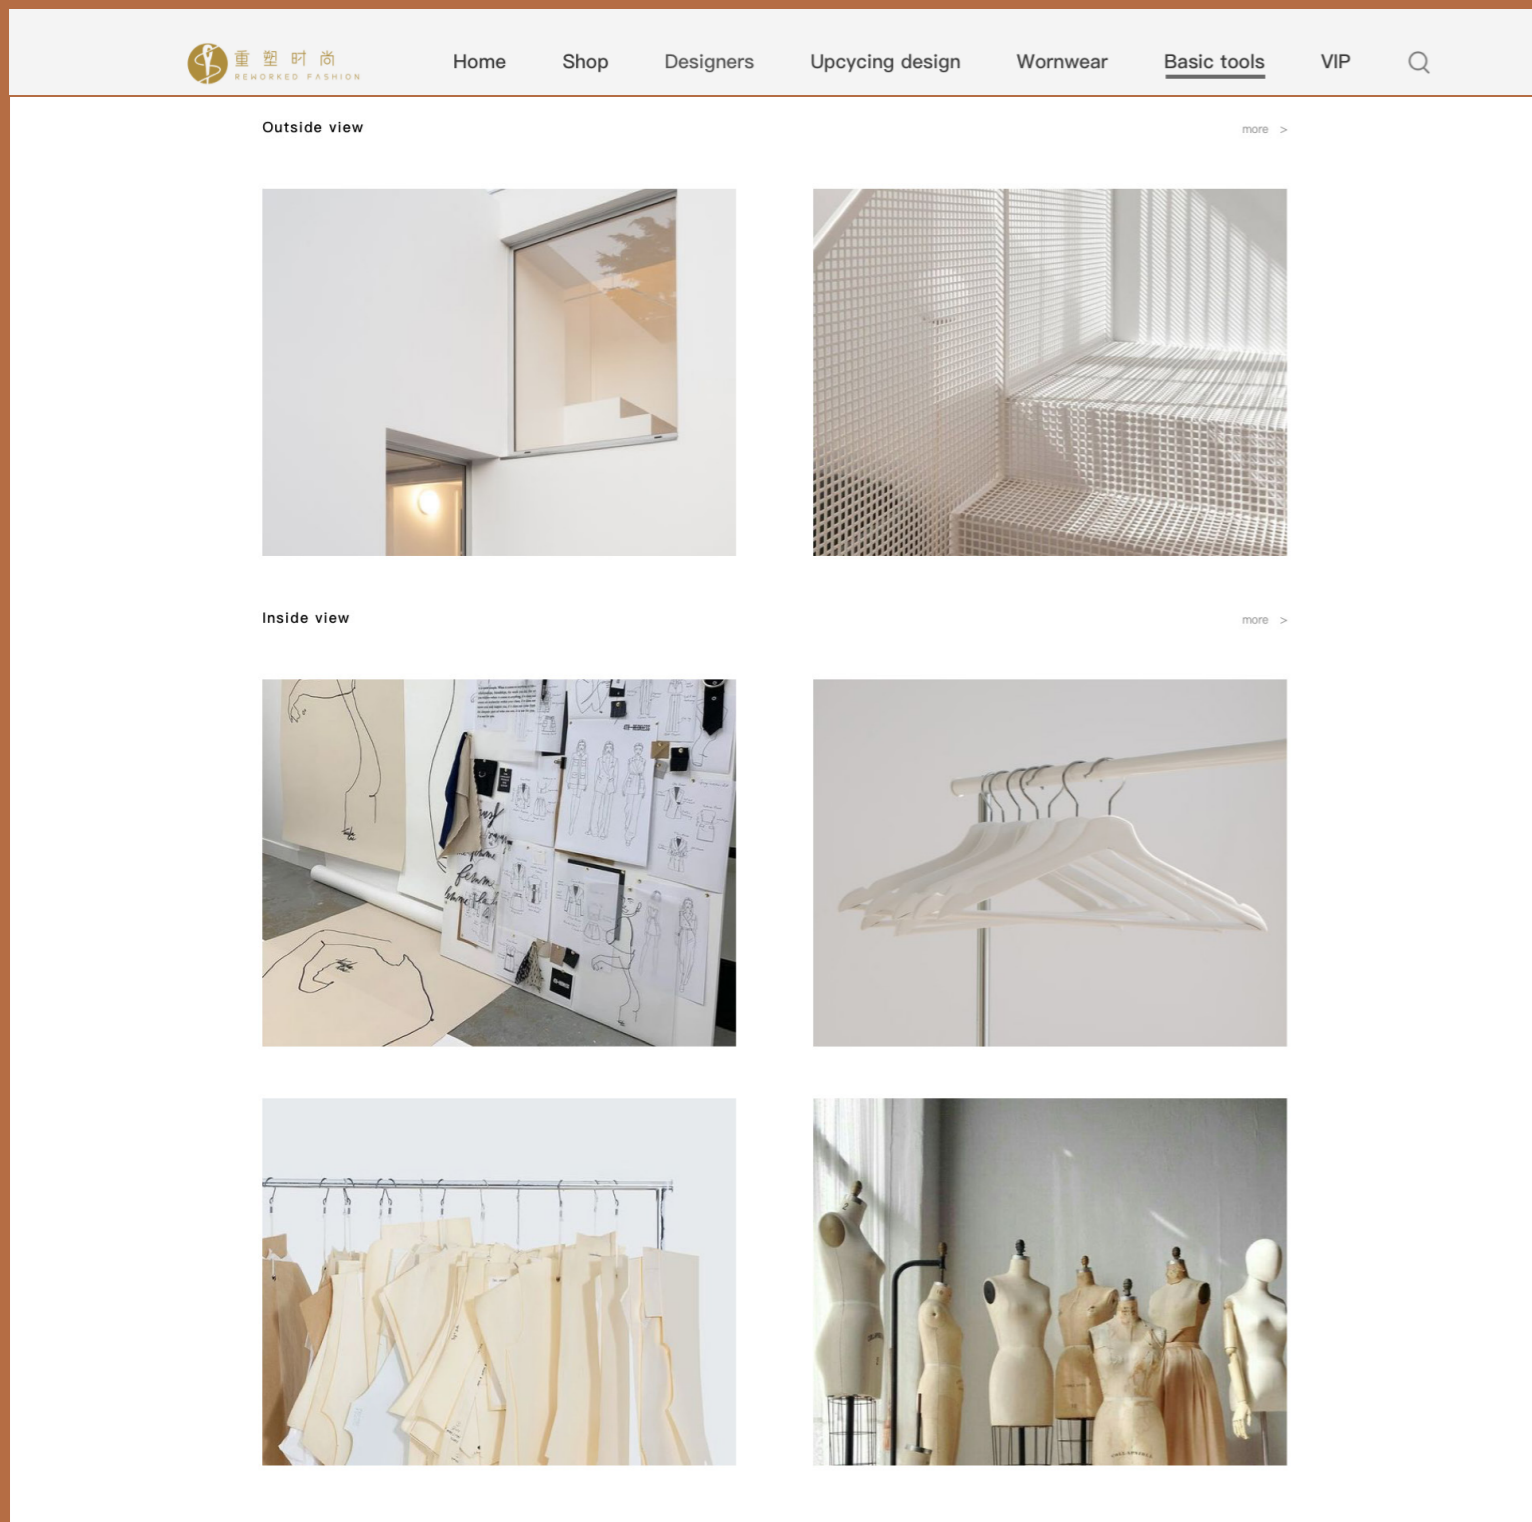 重塑时尚
REWORKED FASHION
Home
Shop
Designers
Upcycing design
Wornwear
Basic tools
VIP
Outside view
more >
Inside view
more >
femme